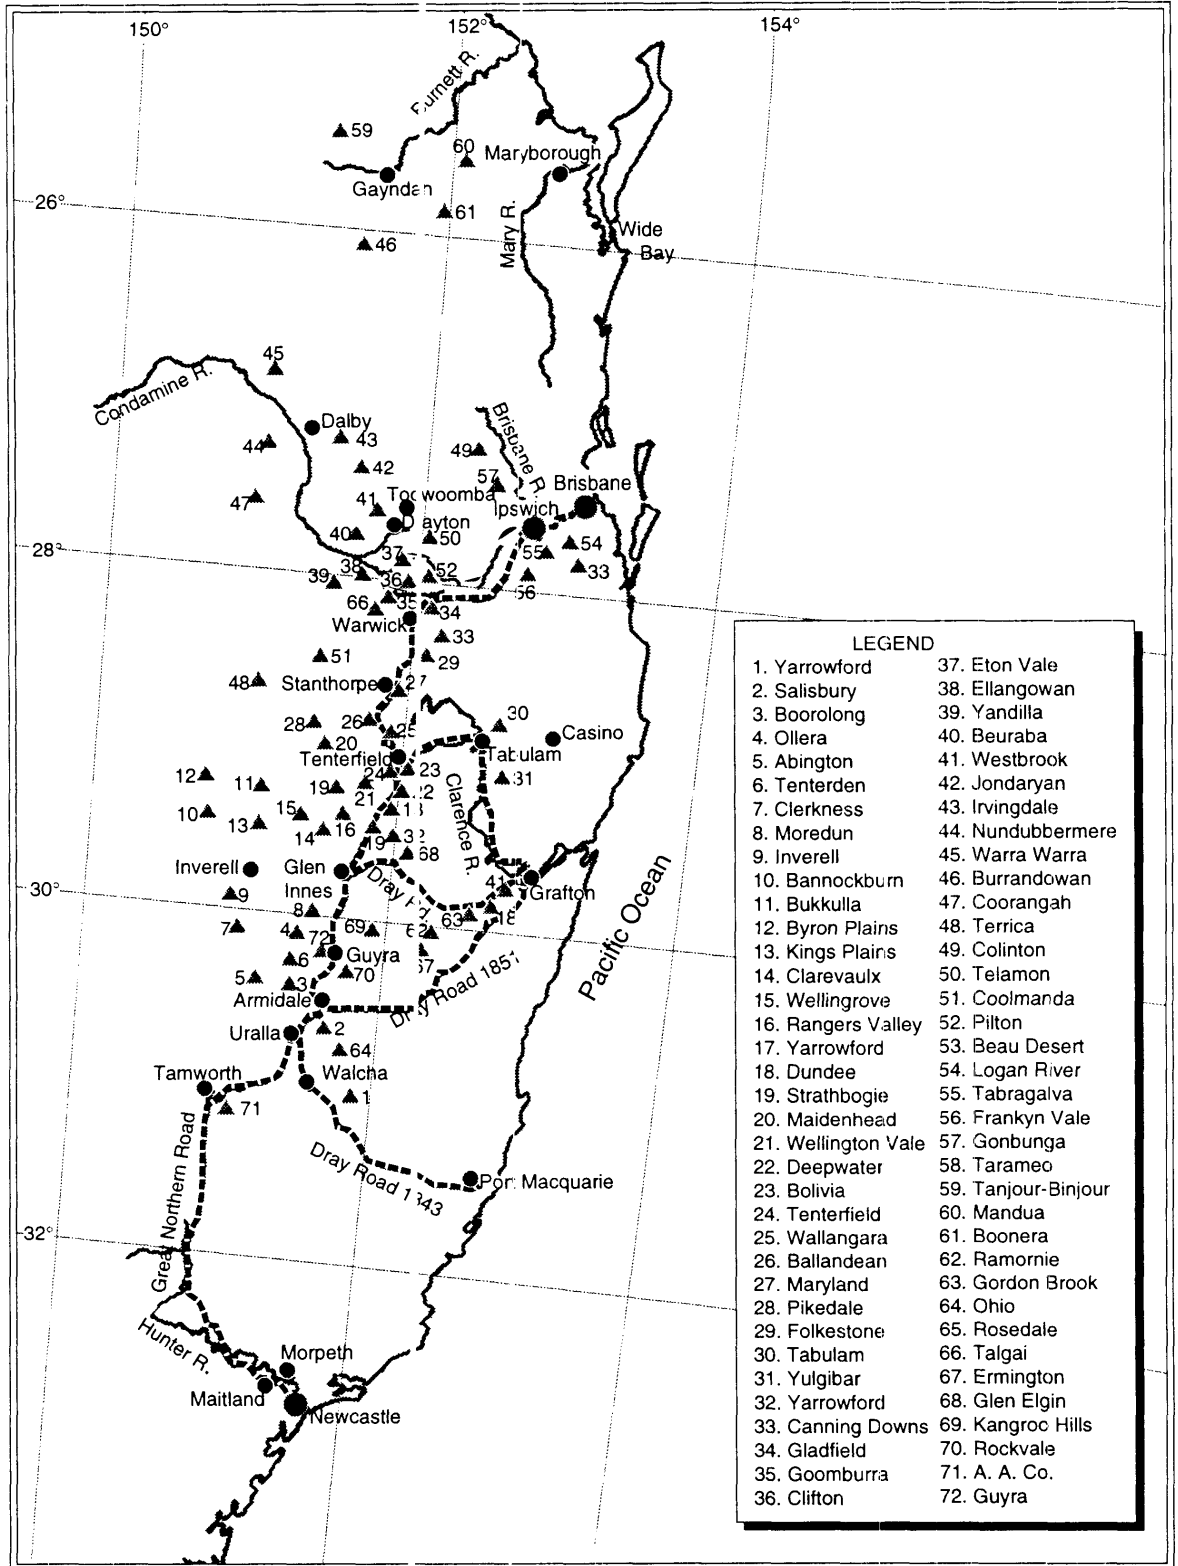 150°
152°
154°
Burnett R.
59
60
Maryborough
Gayndah
26°
61
Mary R.
Wide
Bay
46
45
Condamine R.
Dalby
43
44
42
49
Brisbane R.
57
Brisbane
47
41
Toowoomba
Ipswich
Drayton
40
50
54
55
28°
37
38
52
33
39
36
56
66
35
34
Warwick
33
51
29
48
Stanthorpe
27
28
26
30
25
Casino
20
Tenterfield
Tabulam
12
24
23
31
11
19
Clarence R.
21
22
10
15
18
13
14
16
19
32
68
Inverell
Glen
Innes
Dray Rd
41
Grafton
30°
9
8
63
18
7
4
69
62
72
Guyra
6
67
5
3
70
Dray Road 1851
Pacific Ocean
Armidale
Uralla
2
64
Tamworth
Walcha
71
1
Great Northern Road
Dray Road 1843
Port Macquarie
32°
Hunter R.
Morpeth
Maitland
Newcastle
LEGEND
1. Yarrowford
2. Salisbury
3. Boorolong
4. Ollera
5. Abington
6. Tenterden
7. Clerkness
8. Moredun
9. Inverell
10. Bannockburn
11. Bukkulla
12. Byron Plains
13. Kings Plains
14. Clarevaulx
15. Wellingrove
16. Rangers Valley
17. Yarrowford
18. Dundee
19. Strathbogie
20. Maidenhead
21. Wellington Vale
22. Deepwater
23. Bolivia
24. Tenterfield
25. Wallangara
26. Ballandean
27. Maryland
28. Pikedale
29. Folkestone
30. Tabulam
31. Yulgibar
32. Yarrowford
33. Canning Downs
34. Gladfield
35. Goomburra
36. Clifton
37. Eton Vale
38. Ellangowan
39. Yandilla
40. Beuraba
41. Westbrook
42. Jondaryan
43. Irvingdale
44. Nundubbermere
45. Warra Warra
46. Burrandowan
47. Coorangah
48. Terrica
49. Colinton
50. Telamon
51. Coolmanda
52. Pilton
53. Beau Desert
54. Logan River
55. Tabragalva
56. Frankyn Vale
57. Gonbunga
58. Tarameo
59. Tanjour-Binjour
60. Mandua
61. Boonera
62. Ramornie
63. Gordon Brook
64. Ohio
65. Rosedale
66. Talgai
67. Ermington
68. Glen Elgin
69. Kangroo Hills
70. Rockvale
71. A. A. Co.
72. Guyra